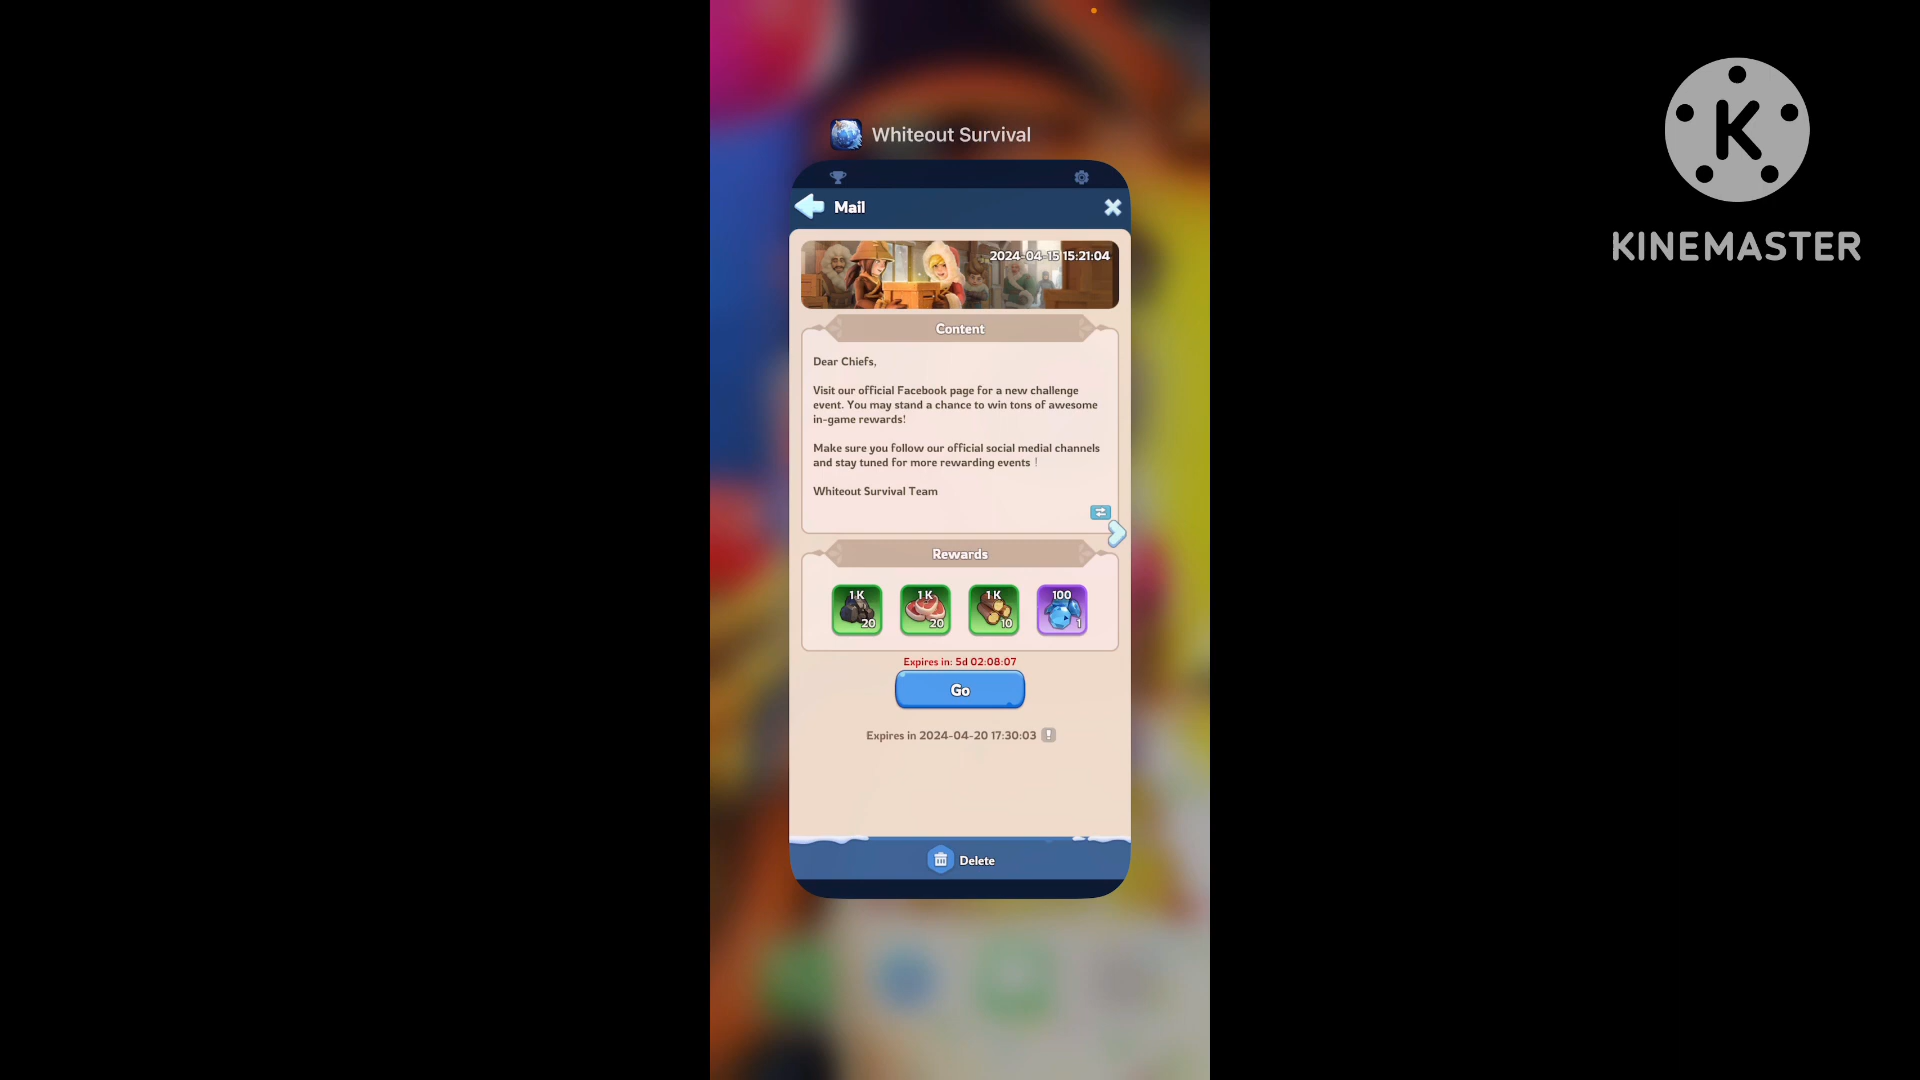 Whiteout Survival
K
KINEMASTER
Mail
2024-04-15 15:21:04
Content
Dear Chiefs,
Visit our official Facebook page for a new challenge
event. You may stand a chance to win tons of awesome
in-game rewards!
Make sure you follow our official social medial channels
and stay tuned for more rewarding events !
Whiteout Survival Team
Rewards
1 K 1 K 1 K 100
20 20 10 1
Expires in: 5d 02:08:07
Go
Expires in 2024-04-20 17:30:03 !
Delete